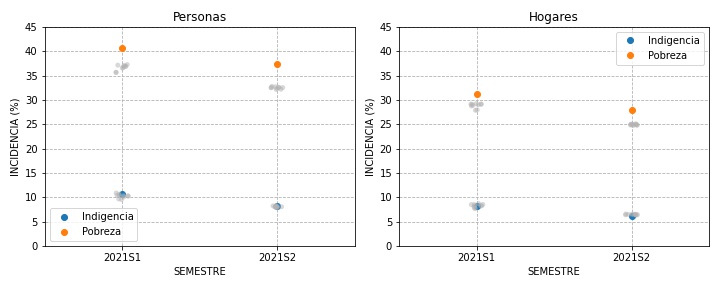 Personas
INCIDENCIA (%)
45
40
35
30
25
20
15
10
5
0
Indigencia
Pobreza
2021S1
2021S2
SEMESTRE
Hogares
INCIDENCIA (%)
45
40
35
30
25
20
15
10
5
0
Indigencia
Pobreza
2021S1
2021S2
SEMESTRE